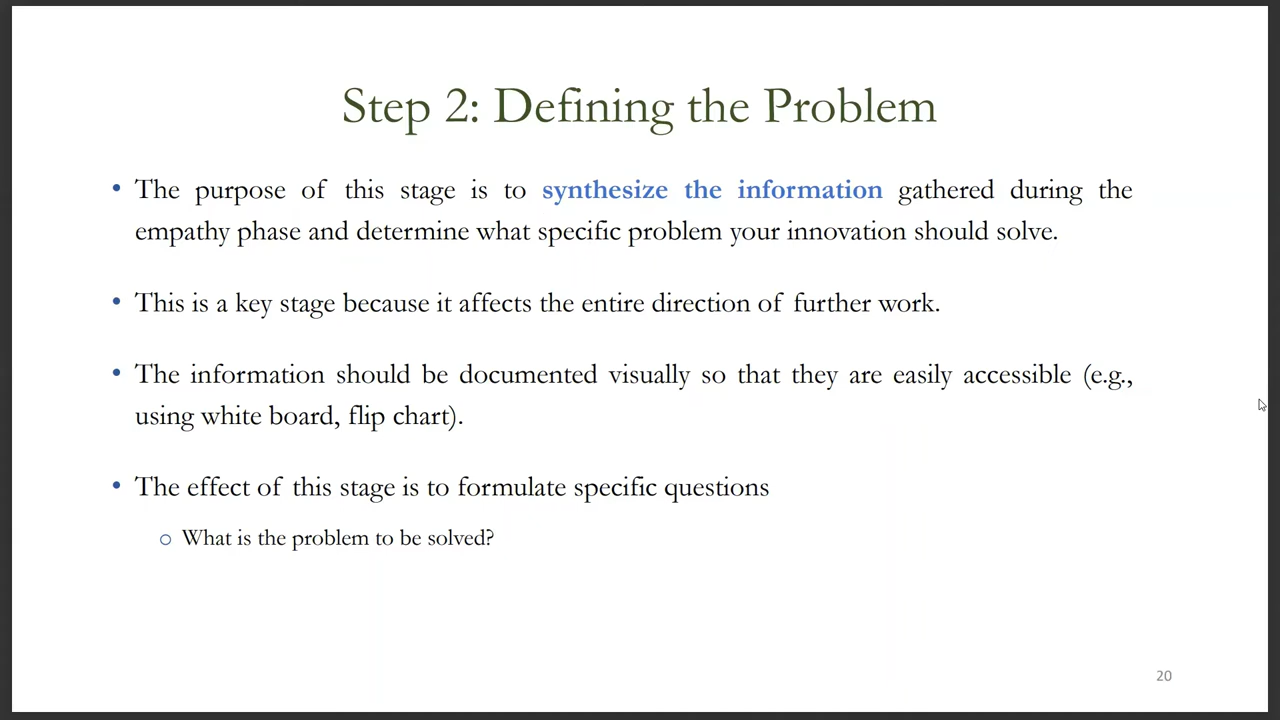 Step 2: Defining the Problem
• The purpose of this stage is to synthesize the information gathered during the
empathy phase and determine what specific problem your innovation should solve.
• This is a key stage because it affects the entire direction of further work.
• The information should be documented visually so that they are easily accessible (e.g.,
using white board, flip chart).
• The effect of this stage is to formulate specific questions
o What is the problem to be solved?
20